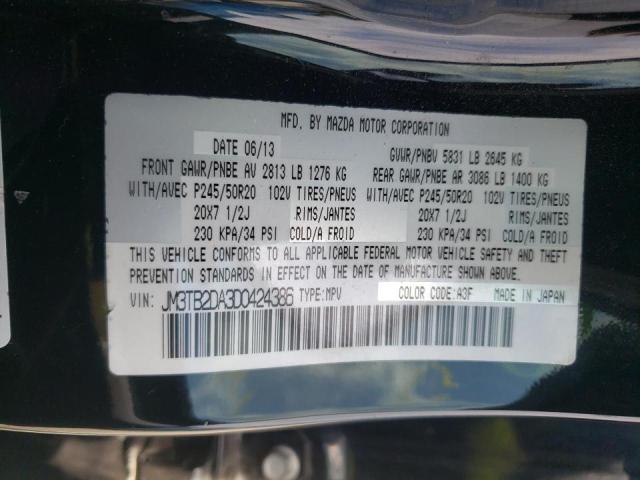 MFD. BY MAZDA MOTOR CORPORATION
DATE 06/13 GVWR/PNBV 5831 LB 2645 KG
FRONT GAWR/PNBE AV 2813 LB 1276 KG REAR GAWR/PNBE AR 3086 LB 1400 KG
WITH/AVEC P245/50R20 102V TIRES/PNEUS WITH/AVEC P245/50R20 102V TIRES/PNEUS
20X7 1/2J RIMS/JANTES 20X7 1/2J RIMS/JANTES
230 KPA/34 PSI COLD/A FROID 230 KPA/34 PSI COLD/A FROID
THIS VEHICLE CONFORMS TO ALL APPLICABLE FEDERAL MOTOR VEHICLE SAFETY AND THEFT
PREVENTION STANDARDS IN EFFECT ON THE DATE OF MANUFACTURE SHOWN ABOVE.
VIN: JM3TB2DA3D0424386 TYPE:MPV COLOR CODE:A3F MADE IN JAPAN